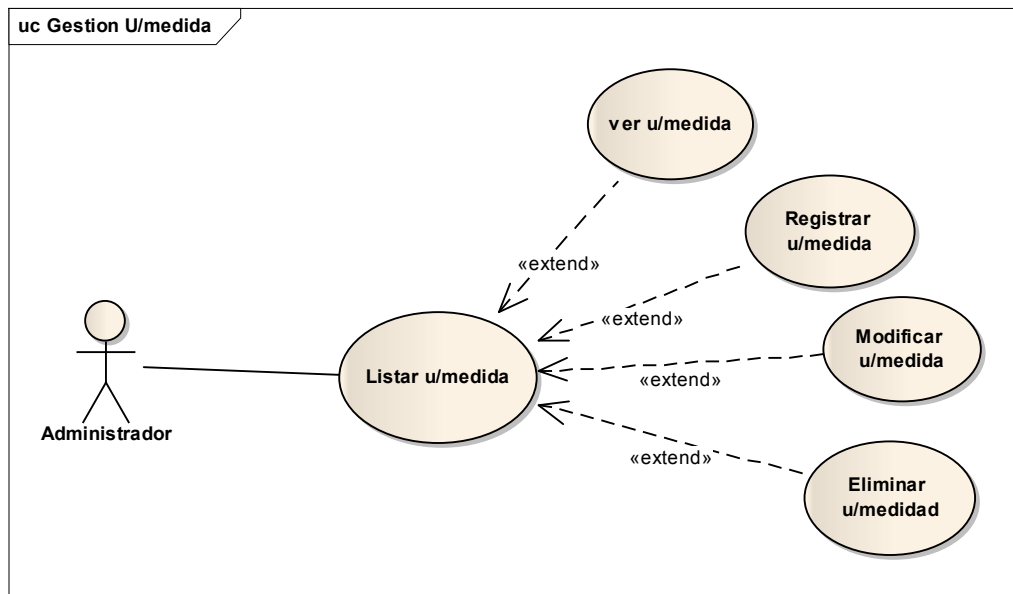 uc Gestion U/medida
ver u/medida
Registrar
u/medida
«extend»
«extend»
Modificar
u/medida
Listar u/medida
«extend»
Administrador
«extend»
Eliminar
u/medidad